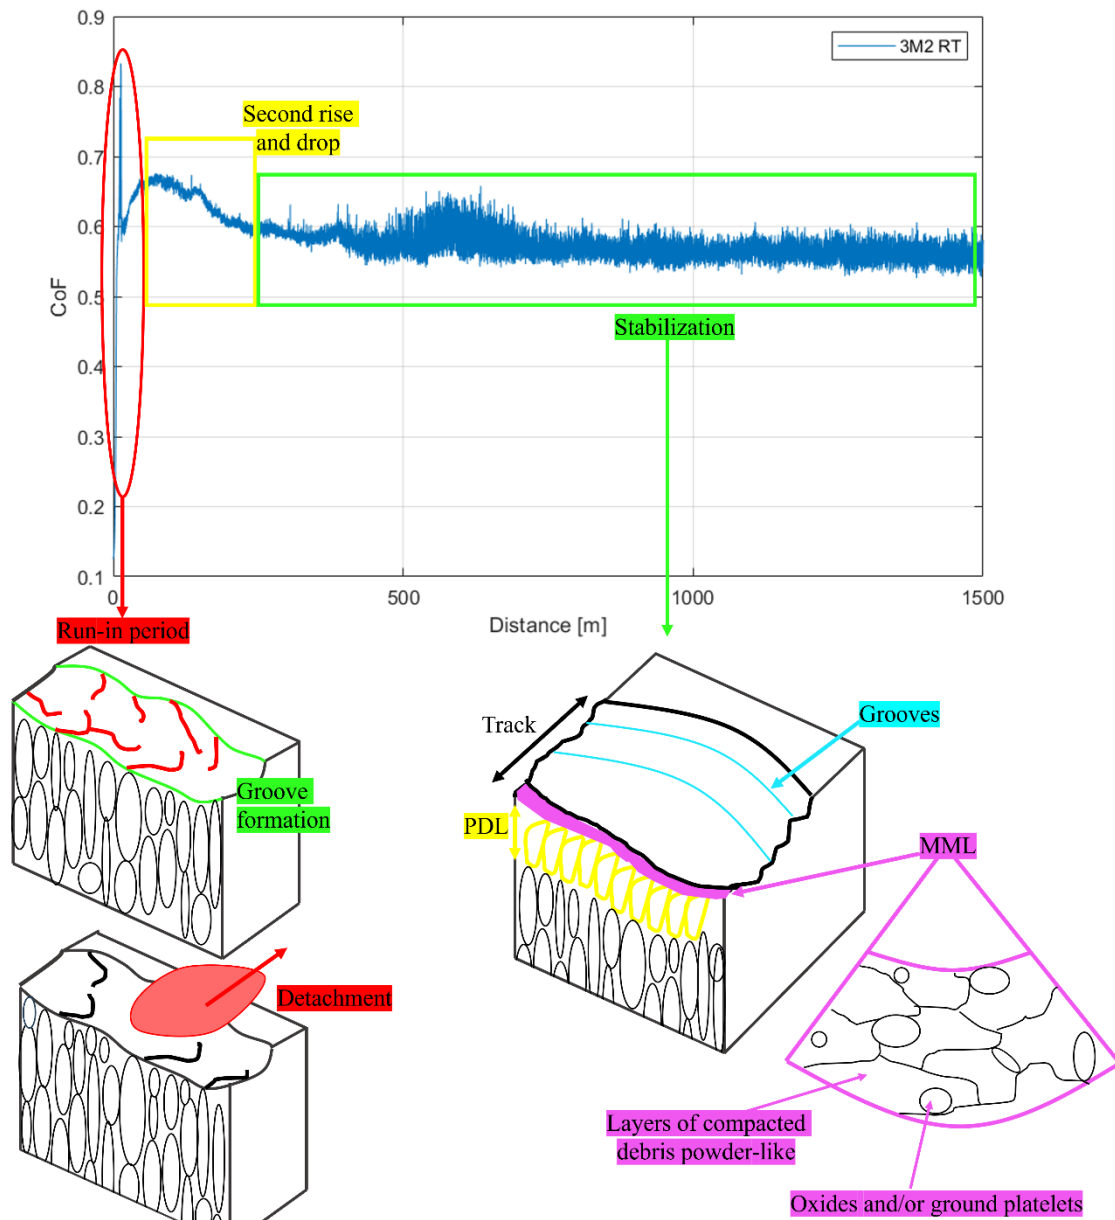 0.9
0.8
0.7
0.6
0.5
0.4
0.3
0.2
0.1
CoF
3M2 RT
Second rise
and drop
Stabilization
0
500
1000
1500
Distance [m]
Run-in period
Groove
formation
Detachment
Track
Grooves
PDL
MML
Layers of compacted
debris powder-like
Oxides and/or ground platelets